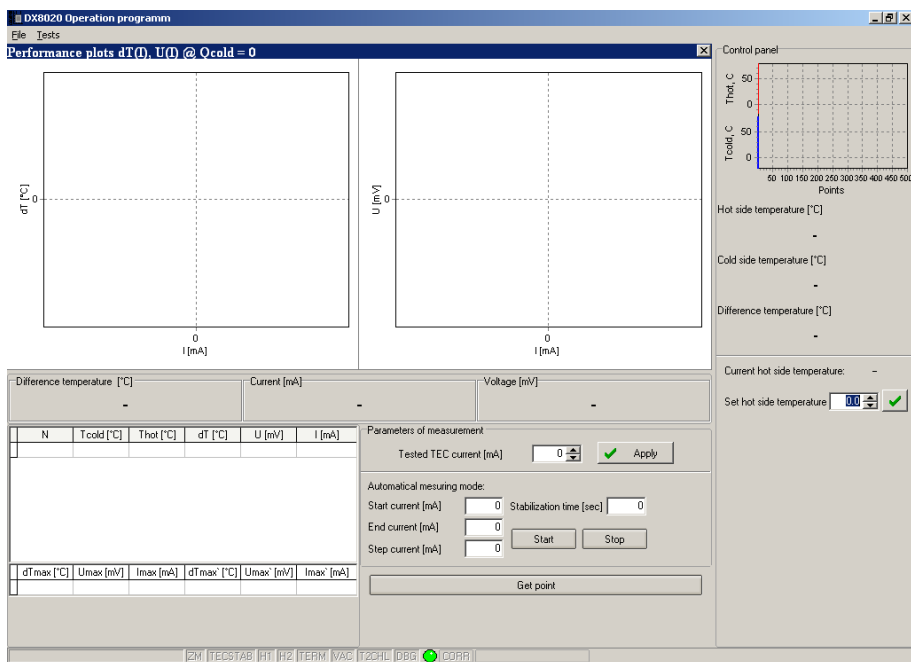 DX8020 Operation programm
File Tests
Performance plots dT(I), U(I) @ Qcold = 0
dT [°C]
0
0
I [mA]
U [mV]
0
0
I [mA]
Control panel
Thot, C
50
0
Tcold, C
50
0
50 100 150 200 250 300 350 400 450 500
Points
Hot side temperature [°C]
-
Cold side temperature [°C]
-
Difference temperature [°C]
-
Current hot side temperature: -
Set hot side temperature 0.0
Difference temperature [°C] Current [mA] Voltage [mV]
- - -
N Tcold [°C] Thot [°C] dT [°C] U [mV] I [mA]
dTmax [°C] Umax [mV] Imax [mA] dTmax` [°C] Umax` [mV] Imax` [mA]
Parameters of measurement
Tested TEC current [mA] 0 Apply
Automatical mesuring mode:
Start current [mA] 0 Stabilization time [sec] 0
End current [mA] 0
Step current [mA] 0
Start Stop
Get point
ZM TECSTAB H1 H2 TERM VAC T2CHL DBG CORR